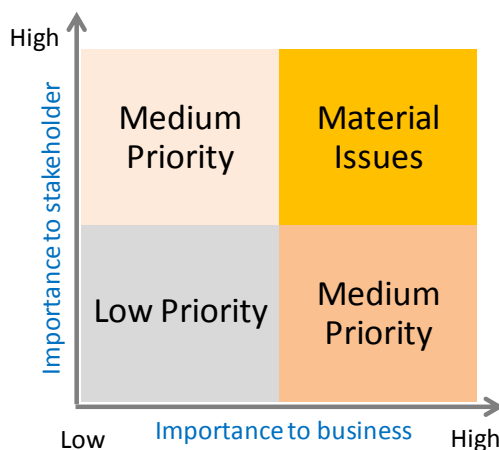 High
Importance to stakeholder
Medium
Priority
Material
Issues
Low Priority
Medium
Priority
Low
Importance to business
High